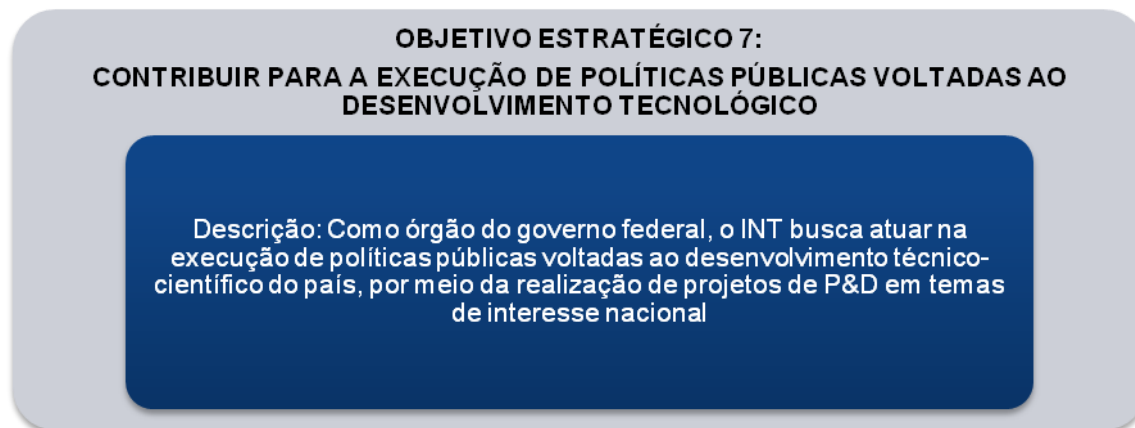 OBJETIVO ESTRATÉGICO 7:
CONTRIBUIR PARA A EXECUÇÃO DE POLÍTICAS PÚBLICAS VOLTADAS AO
DESENVOLVIMENTO TECNOLÓGICO
Descrição: Como órgão do governo federal, o INT busca atuar na
execução de políticas públicas voltadas ao desenvolvimento técnico-
científico do país, por meio da realização de projetos de P&D em temas
de interesse nacional